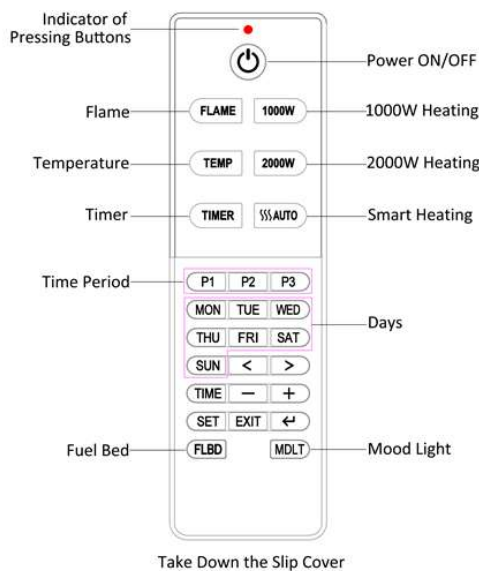 Indicator of
Pressing Buttons
Power ON/OFF
Flame
FLAME
1000W
1000W Heating
Temperature
TEMP
2000W
2000W Heating
Timer
TIMER
AUTO
Smart Heating
Time Period
P1 P2 P3
MON TUE WED
Days
THU FRI SAT
SUN < >
TIME − +
SET EXIT ↵
Fuel Bed
FLBD
MDLT
Mood Light
Take Down the Slip Cover